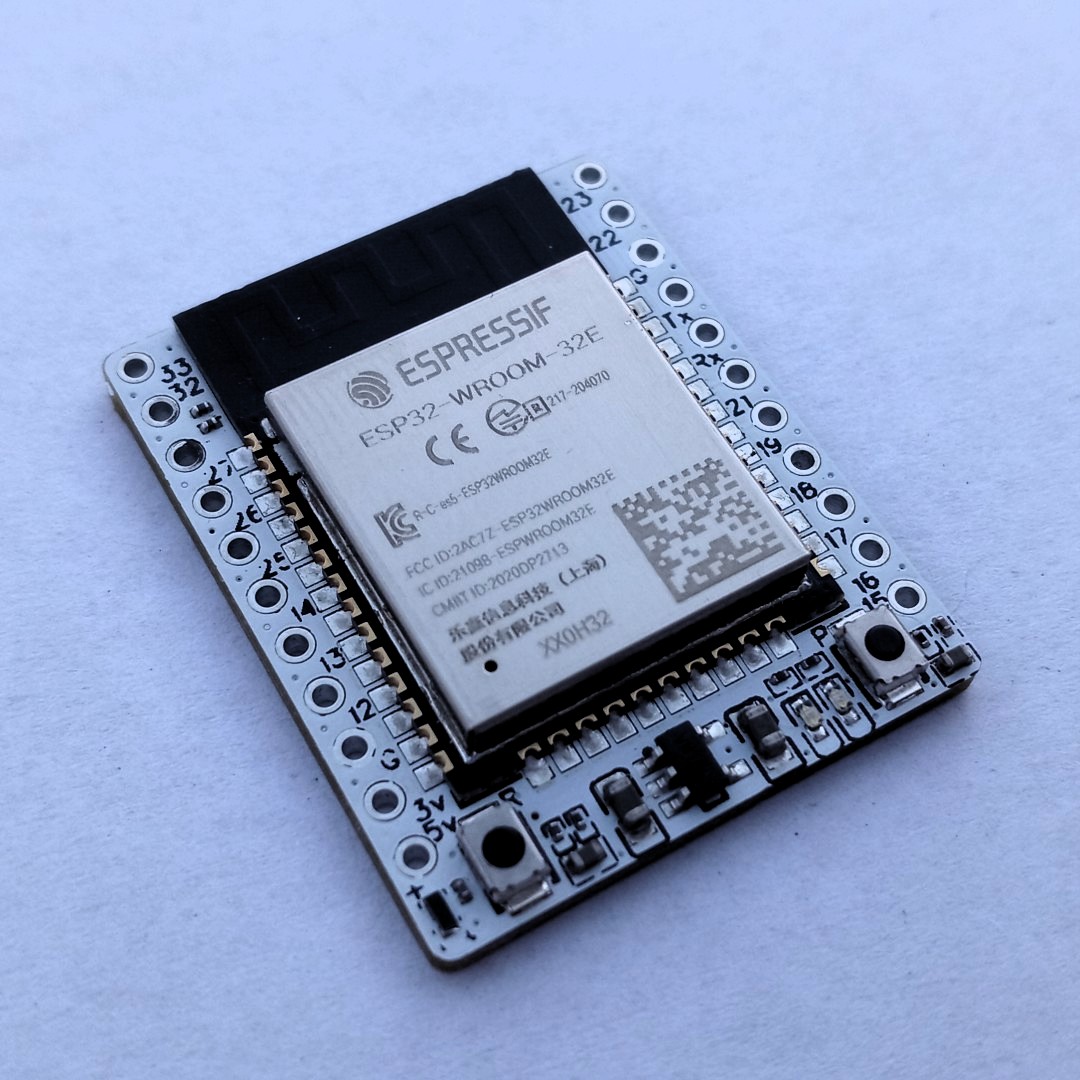 ESPRESSIF
ESP32-WROOM-32E
CE R 217-204070
R-C-es5-ESP32WROOM32E
FCC ID:2AC7Z-ESP32WROOM32E
IC ID:21098-ESPWROOM32E
CMIIT ID:2020DP2713
乐鑫信息科技（上海）
股份有限公司
XX0H32
33
32
27
26
25
14
13
12
G
3v
5v
+
-
R
23
22
G
Tx
Rx
21
19
18
17
16
15
P